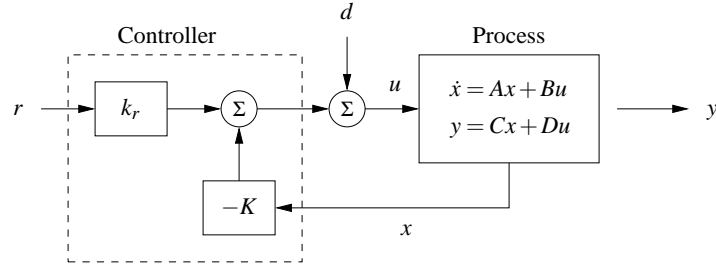 d
Controller
Process
r
k_r
Σ
Σ
u
ẋ = Ax + Bu
y = Cx + Du
y
−K
x